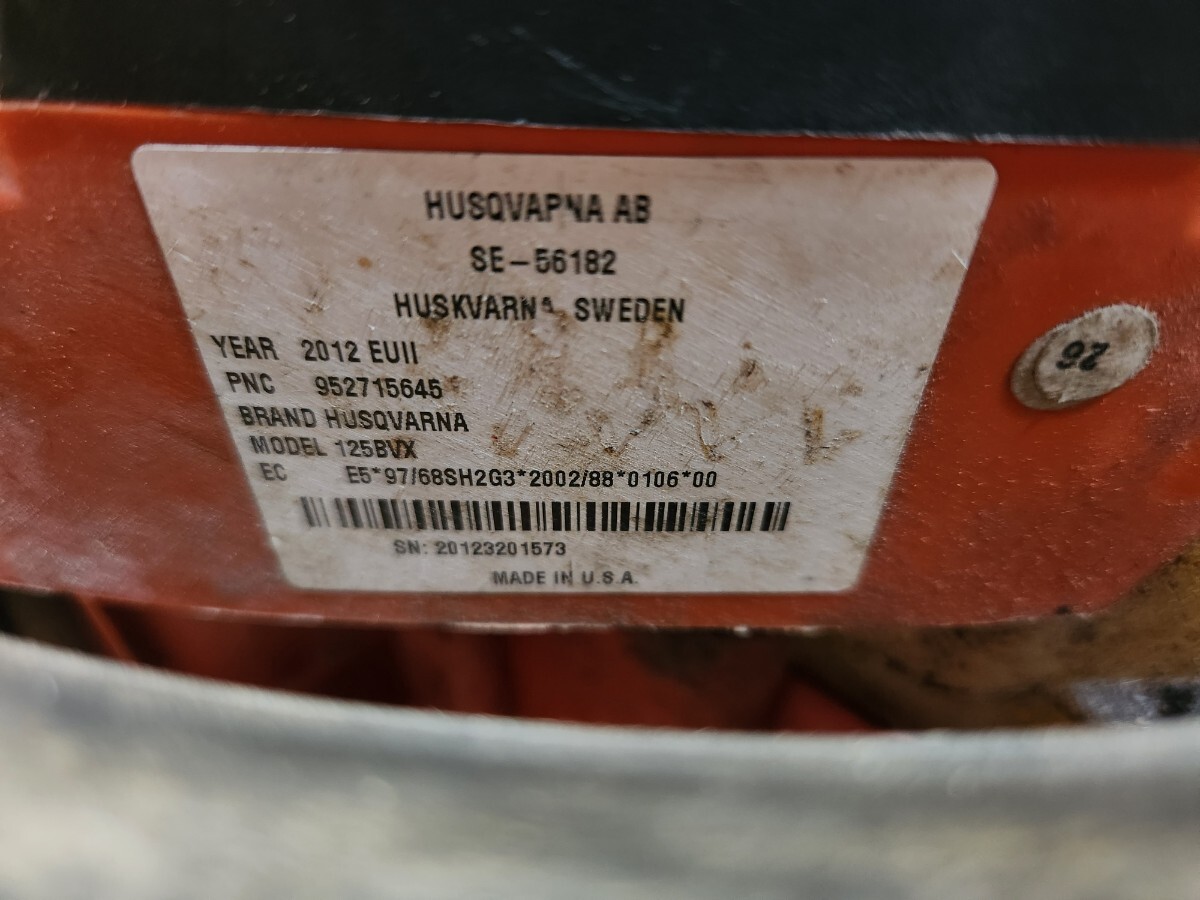 HUSQVARNA AB
SE-56182
HUSKVARNA, SWEDEN
YEAR 2012 EUII
PNC 952715645
BRAND HUSQVARNA
MODEL 125BVX
EC E5*97/68SH2G3*2002/88*0106*00
SN: 20123201573
MADE IN U.S.A.
26